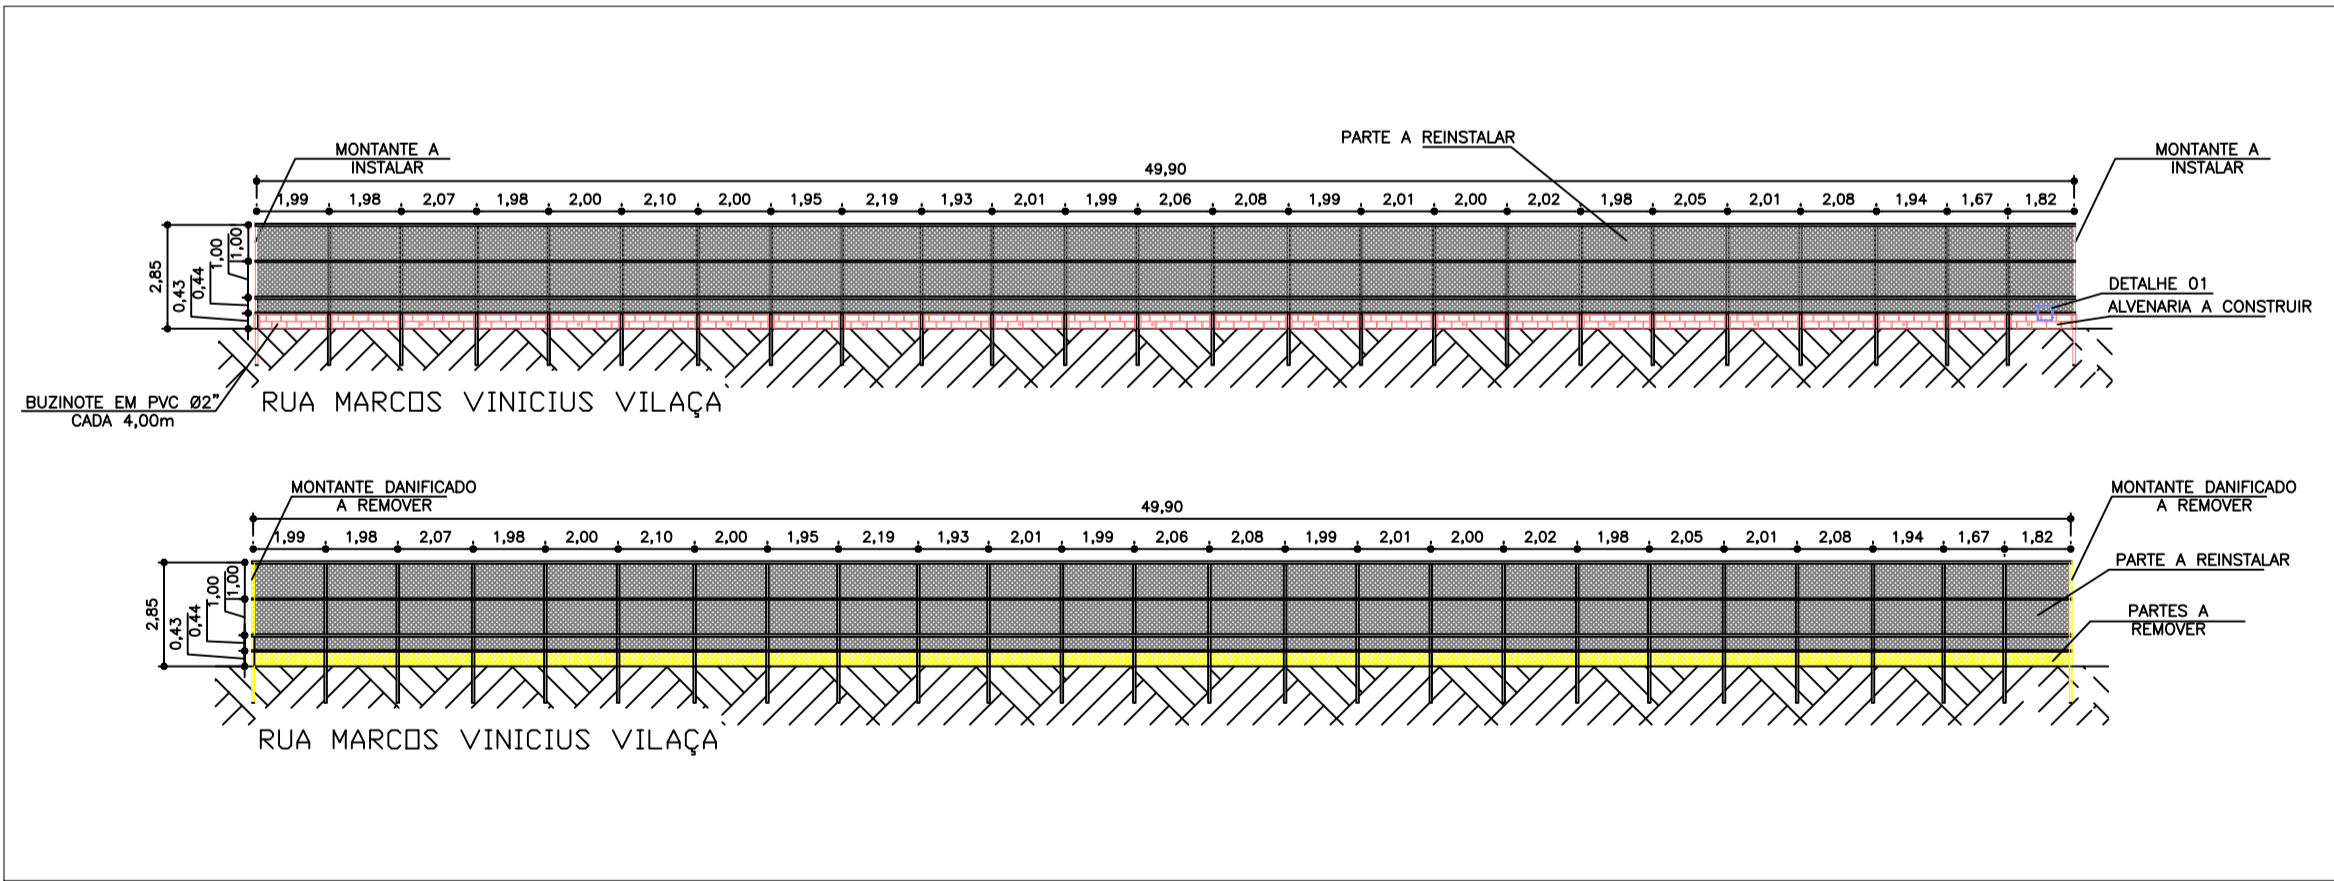 PARTE A REINSTALAR
MONTANTE A
INSTALAR
MONTANTE A
INSTALAR
49,90
1,99 1,98 2,07 1,98 2,00 2,10 2,00 1,95 2,19 1,93 2,01 1,99 2,06 2,08 1,99 2,01 2,00 2,02 1,98 2,05 2,01 2,08 1,94 1,67 1,82
2,85
0,43
0,44
1,00
1,00
DETALHE 01
ALVENARIA A CONSTRUIR
BUZINOTE EM PVC Ø2"
CADA 4,00m
RUA MARCOS VINICIUS VILAÇA
MONTANTE DANIFICADO
A REMOVER
MONTANTE DANIFICADO
A REMOVER
49,90
1,99 1,98 2,07 1,98 2,00 2,10 2,00 1,95 2,19 1,93 2,01 1,99 2,06 2,08 1,99 2,01 2,00 2,02 1,98 2,05 2,01 2,08 1,94 1,67 1,82
2,85
0,43
0,44
1,00
1,00
PARTE A REINSTALAR
PARTES A
REMOVER
RUA MARCOS VINICIUS VILAÇA